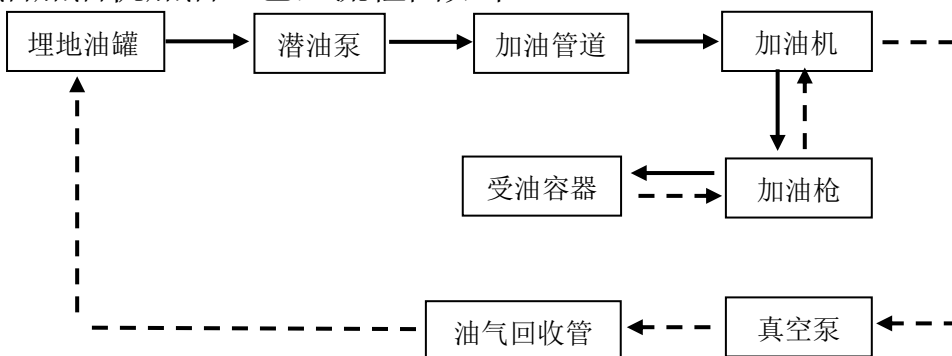 埋地油罐
潜油泵
加油管道
加油机
受油容器
加油枪
油气回收管
真空泵